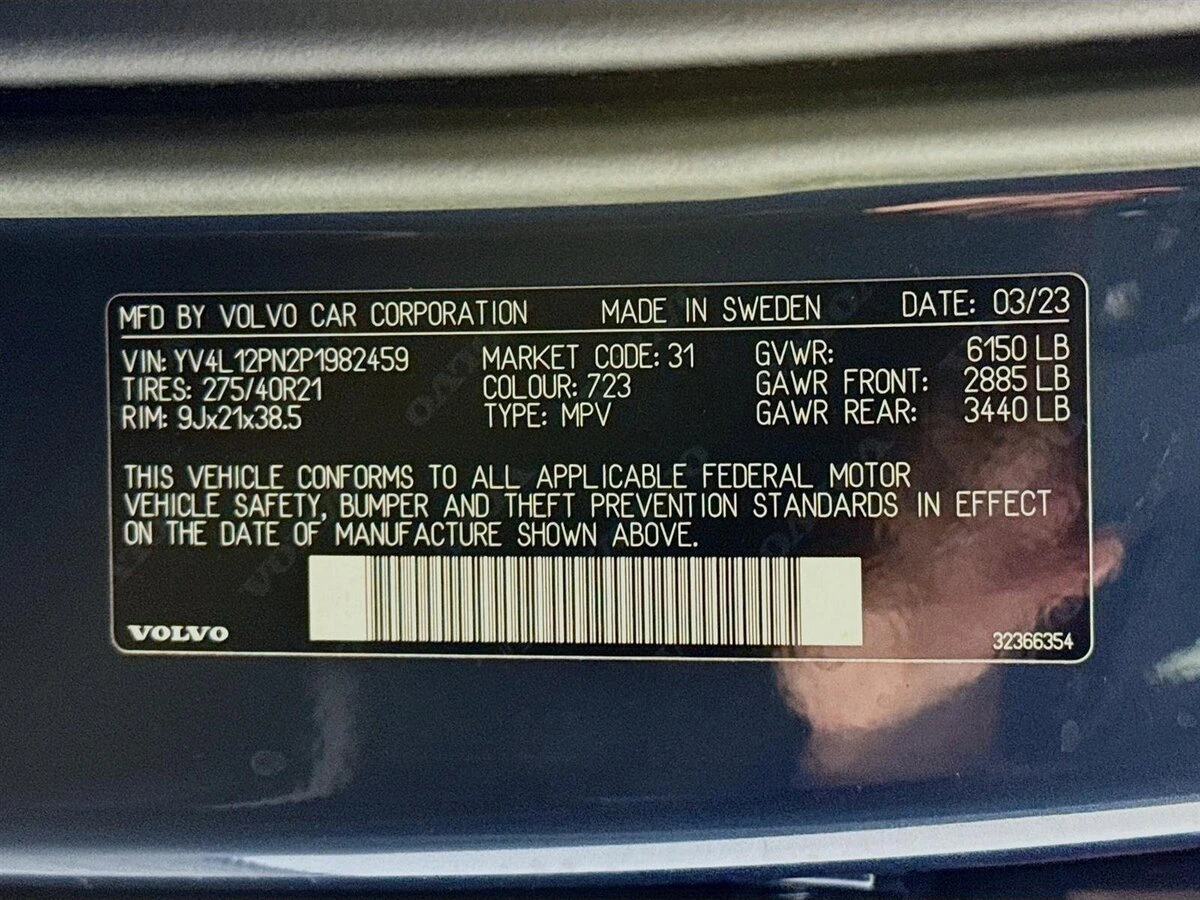 MFD BY VOLVO CAR CORPORATION MADE IN SWEDEN DATE: 03/23
VIN: YV4L12PN2P1982459 MARKET CODE: 31 GVWR: 6150 LB
TIRES: 275/40R21 COLOUR: 723 GAWR FRONT: 2885 LB
RIM: 9Jx21x38.5 TYPE: MPV GAWR REAR: 3440 LB
THIS VEHICLE CONFORMS TO ALL APPLICABLE FEDERAL MOTOR
VEHICLE SAFETY, BUMPER AND THEFT PREVENTION STANDARDS IN EFFECT
ON THE DATE OF MANUFACTURE SHOWN ABOVE.
VOLVO 32366354